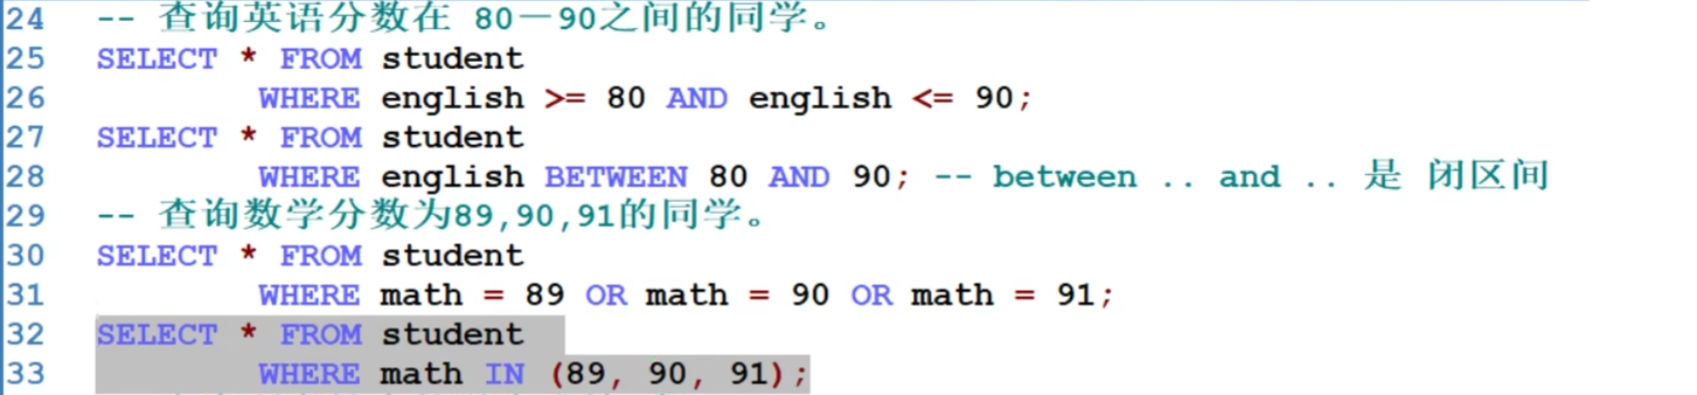 24 -- 查询英语分数在 80－90之间的同学。
25 SELECT * FROM student
26 WHERE english >= 80 AND english <= 90;
27 SELECT * FROM student
28 WHERE english BETWEEN 80 AND 90; -- between .. and .. 是 闭区间
29 -- 查询数学分数为89,90,91的同学。
30 SELECT * FROM student
31 WHERE math = 89 OR math = 90 OR math = 91;
32 SELECT * FROM student
33 WHERE math IN (89, 90, 91);